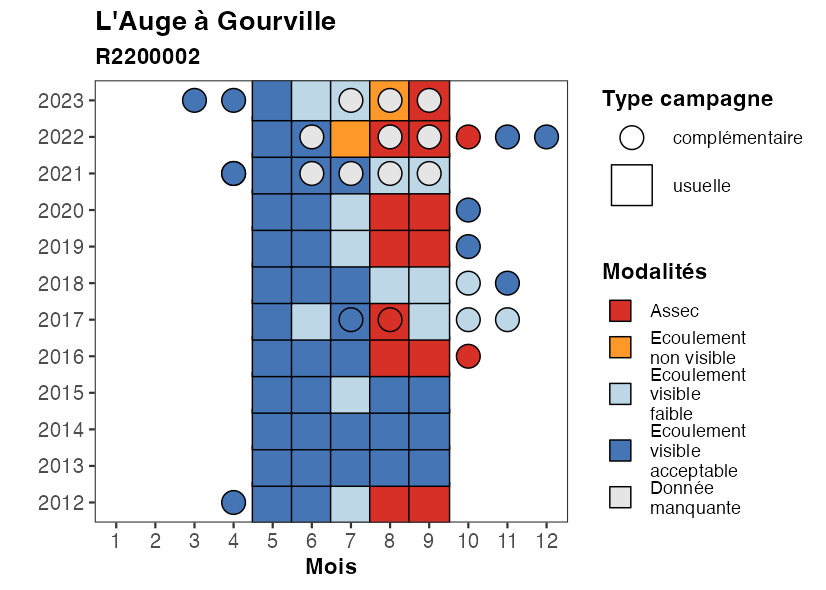 L'Auge à Gourville
R2200002
2023
2022
2021
2020
2019
2018
2017
2016
2015
2014
2013
2012
1 2 3 4 5 6 7 8 9 10 11 12
Mois
Type campagne
complémentaire
usuelle
Modalités
Assec
Ecoulement
non visible
Ecoulement
visible
faible
Ecoulement
visible
acceptable
Donnée
manquante